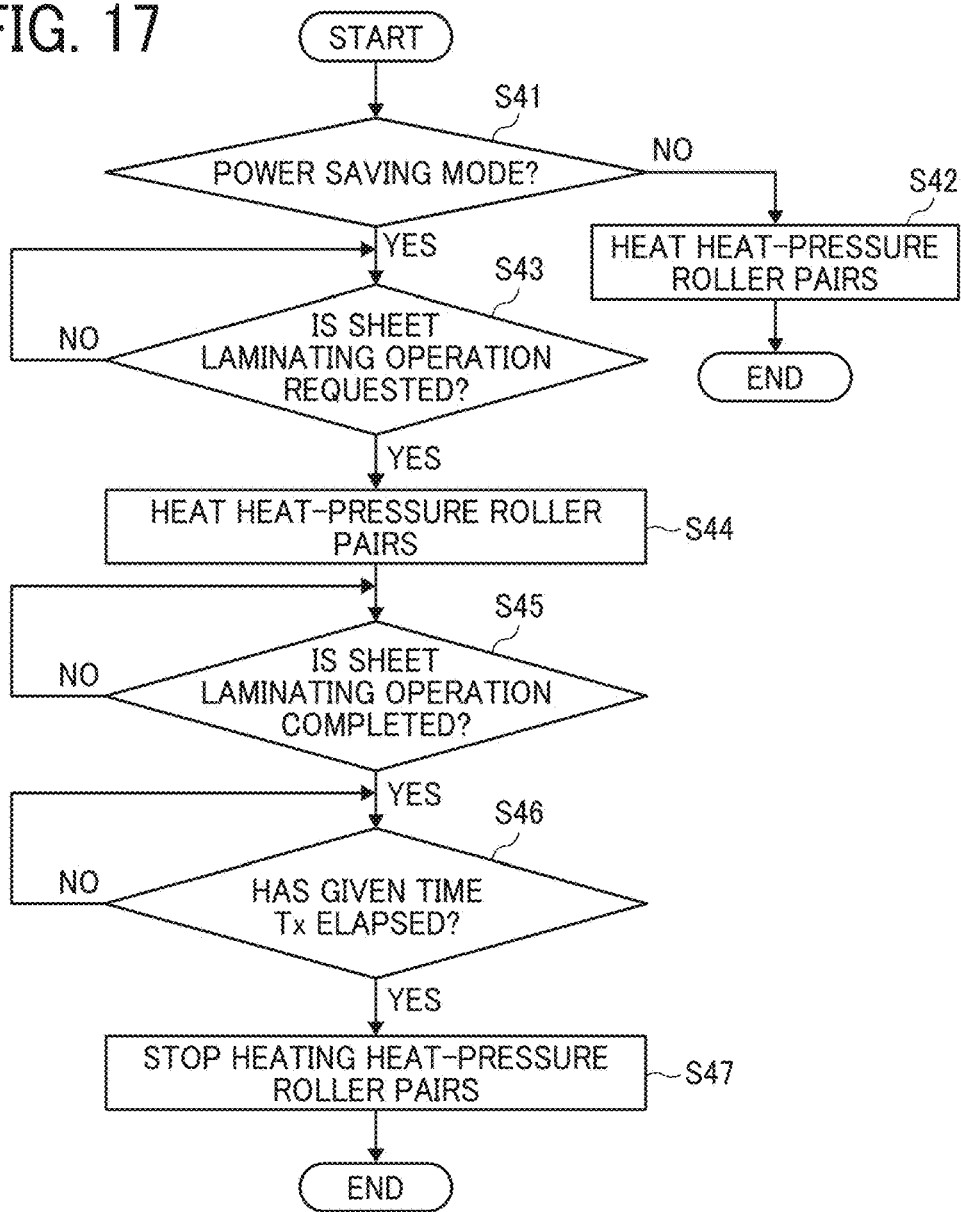 FIG. 17
START
S41
POWER SAVING MODE?
NO
S42
HEAT HEAT-PRESSURE
ROLLER PAIRS
END
YES
S43
IS SHEET
LAMINATING OPERATION
REQUESTED?
NO
YES
HEAT HEAT-PRESSURE ROLLER
PAIRS
S44
S45
IS SHEET
LAMINATING OPERATION
COMPLETED?
NO
YES
S46
HAS GIVEN TIME
Tx ELAPSED?
NO
YES
STOP HEATING HEAT-PRESSURE
ROLLER PAIRS
S47
END